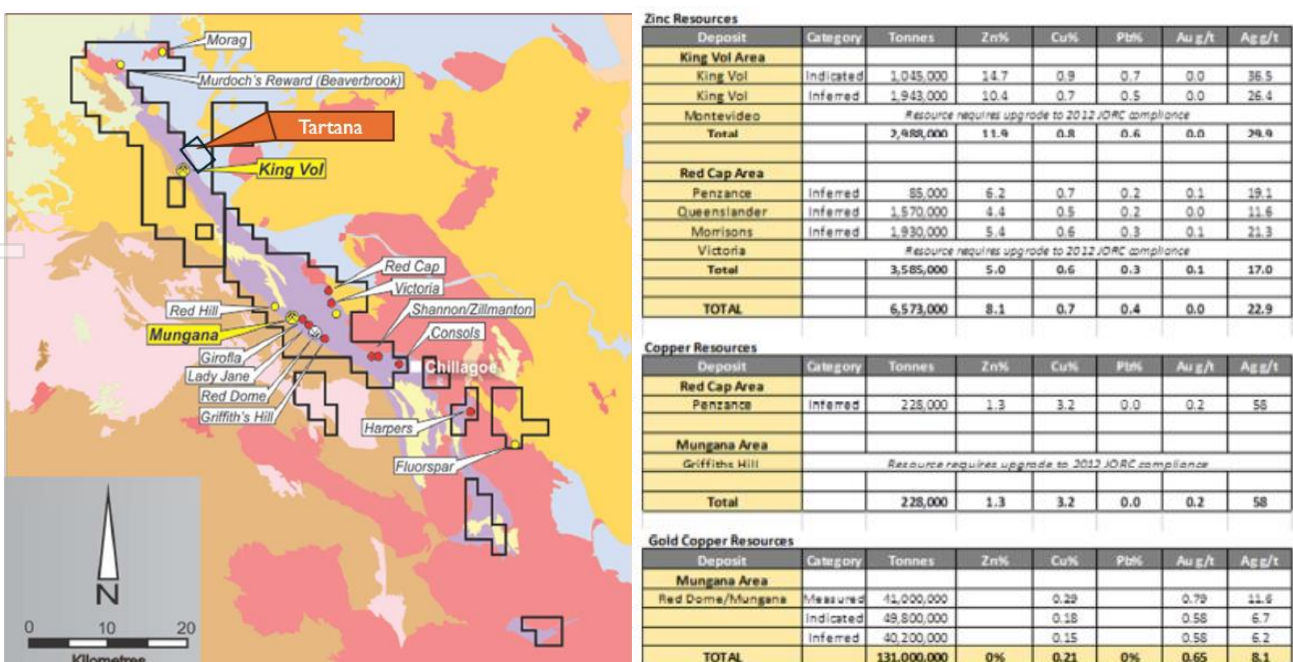 Morag
Murdoch's Reward (Beaverbrook)
Tartana
King Vol
Red Cap
Victoria
Red Hill
Shannon/Zillmanton
Mungana
Consols
Girofla
Chillagoe
Lady Jane
Red Dome
Griffith's Hill
Harpers
Fluorspar
N
0 10 20
Kilometres
Zinc Resources
Deposit Category Tonnes Zn% Cu% Pb% Au g/t Ag g/t
King Vol Area
King Vol Indicated 1,045,000 14.7 0.9 0.7 0.0 36.5
King Vol Inferred 1,943,000 10.4 0.7 0.5 0.0 26.4
Montevideo Resource requires upgrade to 2012 JORC compliance
Total 2,988,000 11.9 0.8 0.6 0.0 29.9
Red Cap Area
Penzance Inferred 85,000 6.2 0.7 0.2 0.1 19.1
Queenslander Inferred 1,570,000 4.4 0.5 0.2 0.0 11.6
Morrisons Inferred 1,930,000 5.4 0.6 0.3 0.1 21.3
Victoria Resource requires upgrade to 2012 JORC compliance
Total 3,585,000 5.0 0.6 0.3 0.1 17.0
TOTAL 6,573,000 8.1 0.7 0.4 0.0 22.9
Copper Resources
Deposit Category Tonnes Zn% Cu% Pb% Au g/t Ag g/t
Red Cap Area
Penzance Inferred 228,000 1.3 3.2 0.0 0.2 58
Mungana Area
Griffiths Hill Resource requires upgrade to 2012 JORC compliance
Total 228,000 1.3 3.2 0.0 0.2 58
Gold Copper Resources
Deposit Category Tonnes Zn% Cu% Pb% Au g/t Ag g/t
Mungana Area
Red Dome/Mungana Measured 41,000,000 0.29 0.79 11.6
Indicated 49,800,000 0.18 0.58 6.7
Inferred 40,200,000 0.15 0.58 6.2
TOTAL 131,000,000 0% 0.21 0% 0.65 8.1